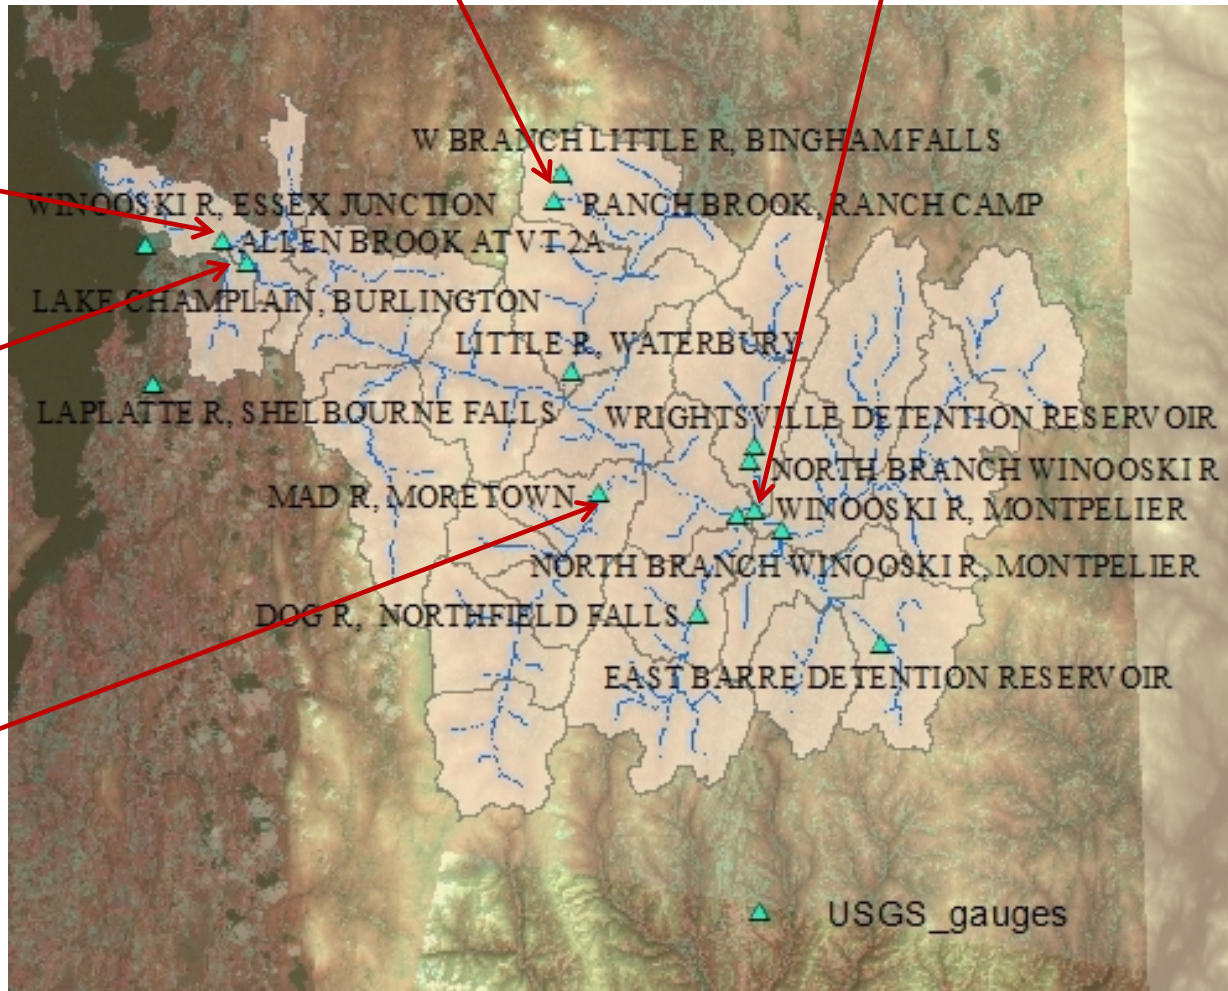 W BRANCH LITTLE R, BINGHAM FALLS
WINOOSKI R, ESSEX JUNCTION
RANCH BROOK, RANCH CAMP
ALLEN BROOK AT VT 2A
LAKE CHAMPLAIN, BURLINGTON
LITTLE R, WATERBURY
LAPLATTE R, SHELBOURNE FALLS
WRIGHTSVILLE DETENTION RESERVOIR
NORTH BRANCH WINOOSKI R
MAD R, MORETOWN
WINOOSKI R, MONTPELIER
NORTH BRANCH WINOOSKI R, MONTPELIER
DOG R, NORTHFIELD FALLS
EAST BARRE DETENTION RESERVOIR
USGS_gauges